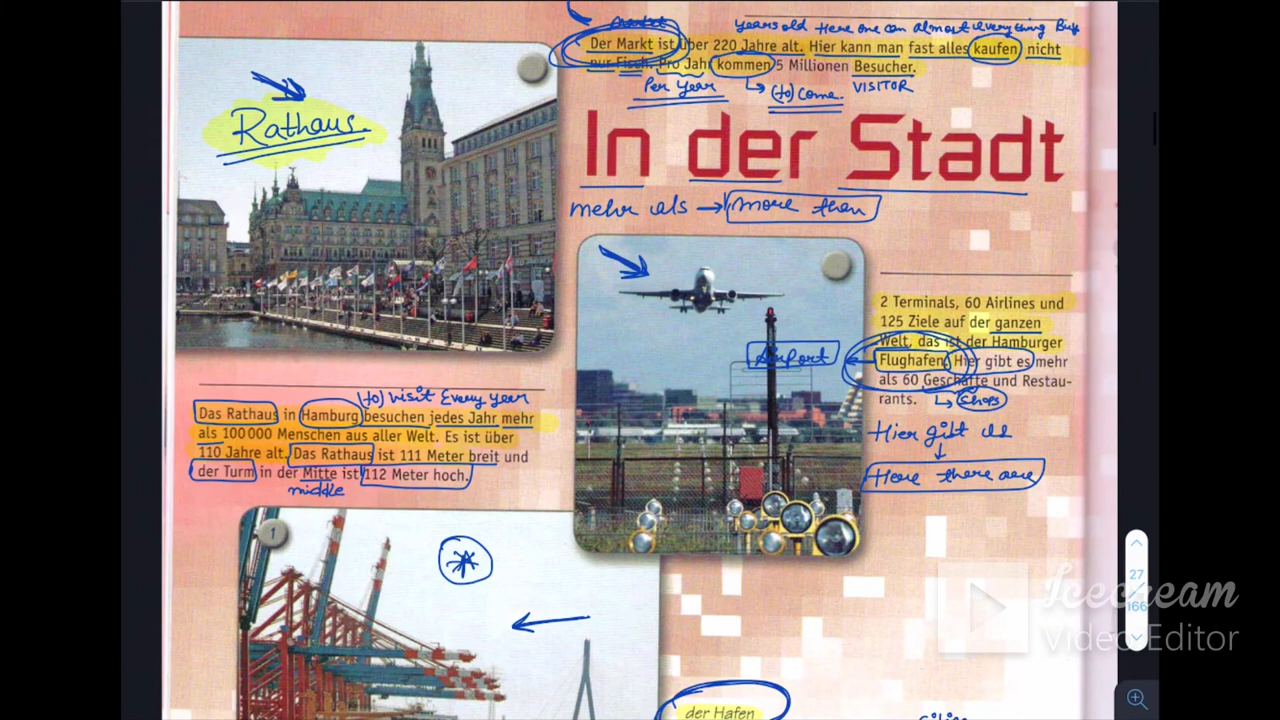 years old Here one can almost everything Buy
Der Markt ist über 220 Jahre alt. Hier kann man fast alles kaufen nicht
nur Fisch. Pro Jahr kommen 5 Millionen Besucher.
Per year
(to) come.
VISITOR
Rathaus.
In der Stadt
mehr als → more then
2 Terminals, 60 Airlines und
125 Ziele auf der ganzen
Welt, das ist der Hamburger
Flughafen. Hier gibt es mehr
als 60 Geschäfte und Restau-
rants.
Shops
Airport
Hier gibt es
Here there are
(to) visit Every year
Das Rathaus in Hamburg besuchen jedes Jahr mehr
als 100 000 Menschen aus aller Welt. Es ist über
110 Jahre alt. Das Rathaus ist 111 Meter breit und
der Turm in der Mitte ist 112 Meter hoch.
middle
1
der Hafen
27
166
Icecream
Video Editor